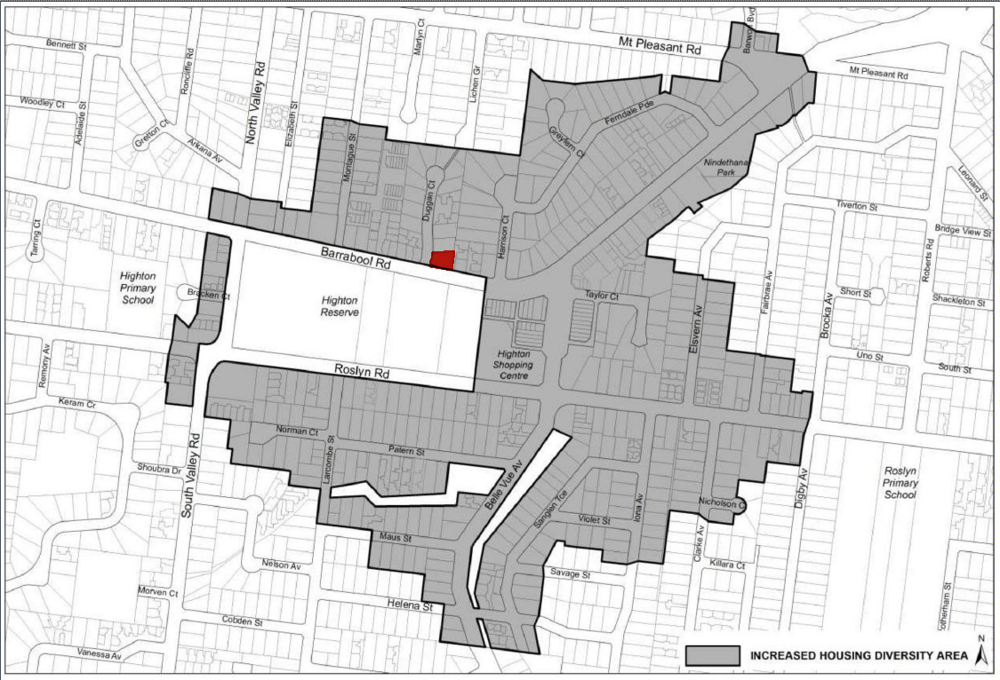 Mt Pleasant Rd
Barwon Bvd
Mt Pleasant Rd
Bennett St
Roncliffe Rd
North Valley Rd
Martyn Ct
Lichen Gr
Woolley Ct
Adelaide St
Gretton Ct
Arkana Av
Elizabeth St
Montague St
Ferndale Pde
Greyfern Ct
Nindethana
Park
Leonard St
Duggan Ct
Harrison Ct
Tiverton St
Bridge View St
Tarring Ct
Barrabool Rd
Roberts Rd
Highton
Primary
School
Bracken Ct
Highton
Reserve
Taylor Ct
Fairbrae Av
Short St
Shackleton St
Elsvern Av
Brocka Av
Remony Av
Highton
Shopping
Centre
Uno St
South St
Roslyn Rd
Keram Cr
Norman Ct
Larcombe St
Patern St
South Valley Rd
Shoubra Dr
Belle Vue Av
Roslyn
Primary
School
Digby Av
Sanglen Tce
Iona Av
Nicholson C
Violet St
Maus St
Clarke Av
Nelson Av
Killara Ct
Savage St
Morven Ct
Helena St
Cobden St
Vanessa Av
N
INCREASED HOUSING DIVERSITY AREA